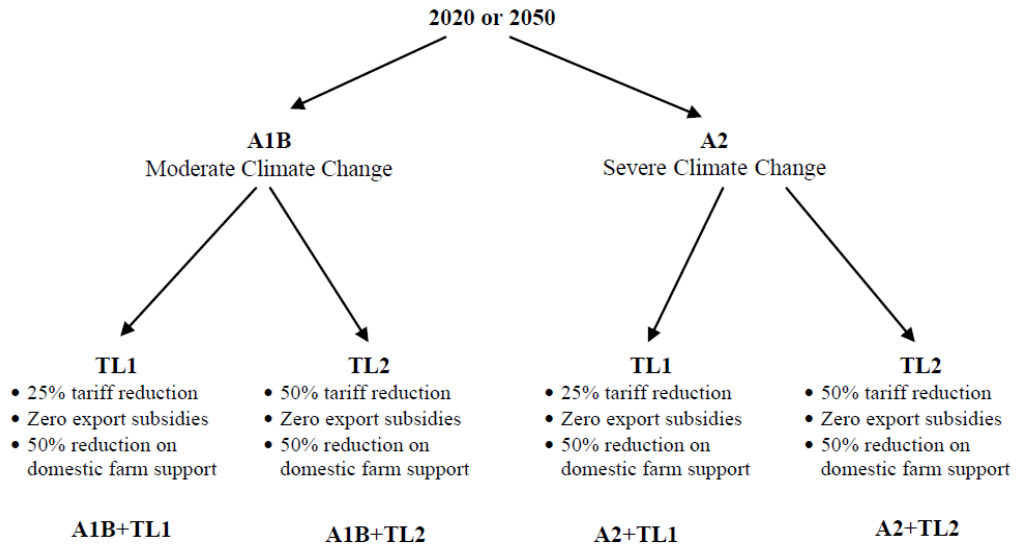 2020 or 2050
A1B
Moderate Climate Change
A2
Severe Climate Change
TL1
• 25% tariff reduction
• Zero export subsidies
• 50% reduction on
domestic farm support
TL2
• 50% tariff reduction
• Zero export subsidies
• 50% reduction on
domestic farm support
TL1
• 25% tariff reduction
• Zero export subsidies
• 50% reduction on
domestic farm support
TL2
• 50% tariff reduction
• Zero export subsidies
• 50% reduction on
domestic farm support
A1B+TL1
A1B+TL2
A2+TL1
A2+TL2